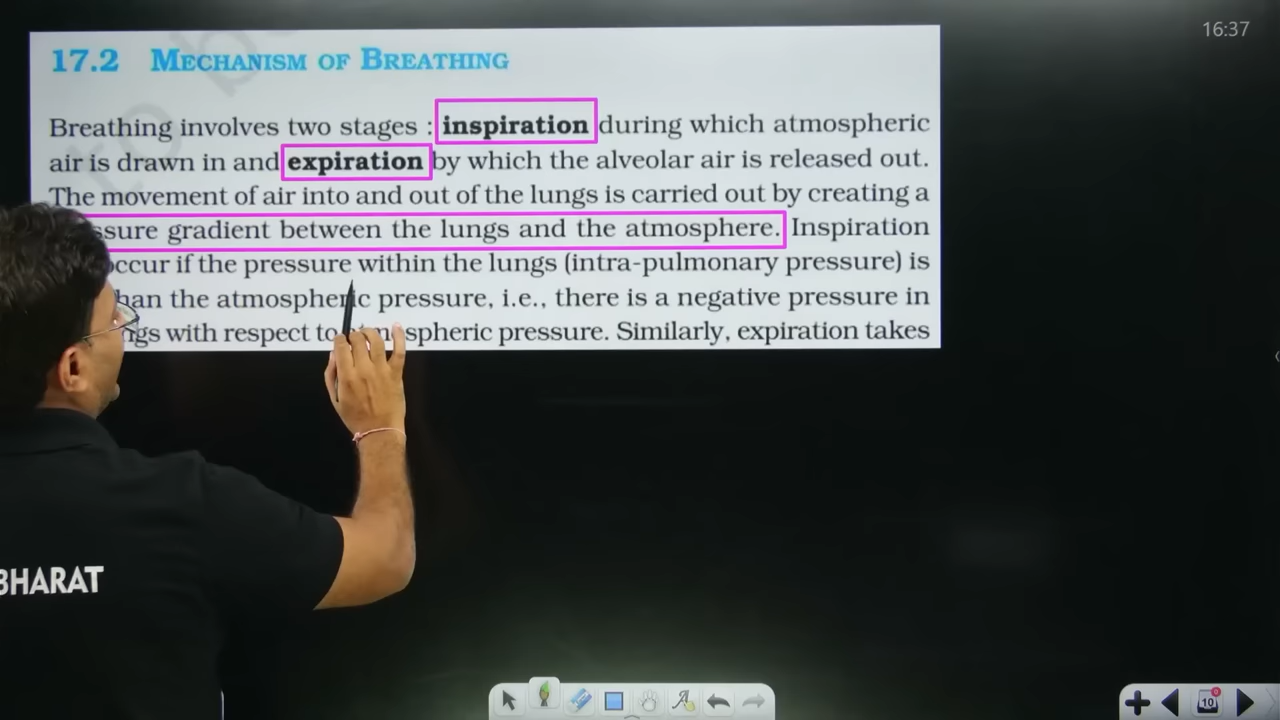 16:37
17.2 MECHANISM OF BREATHING
Breathing involves two stages : inspiration during which atmospheric
air is drawn in and expiration by which the alveolar air is released out.
The movement of air into and out of the lungs is carried out by creating a
gradient between the lungs and the atmosphere. Inspiration
occur if the pressure within the lungs (intra-pulmonary pressure) is
than the atmospheric pressure, i.e., there is a negative pressure in
with respect to atmospheric pressure. Similarly, expiration takes
BHARAT
10